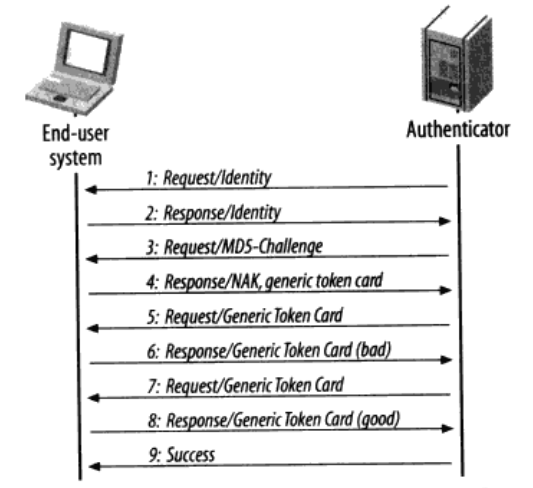 End-user
system
Authenticator
1: Request/Identity
2: Response/Identity
3: Request/MD5-Challenge
4: Response/NAK, generic token card
5: Request/Generic Token Card
6: Response/Generic Token Card (bad)
7: Request/Generic Token Card
8: Response/Generic Token Card (good)
9: Success